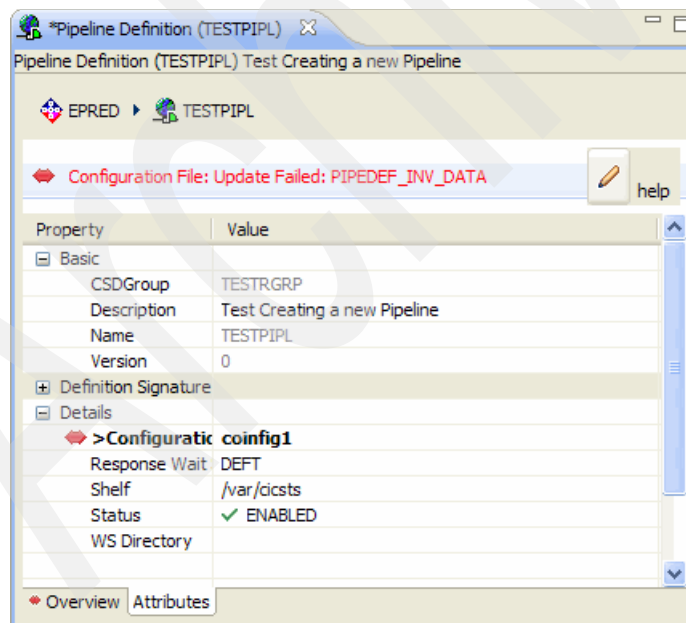 *Pipeline Definition (TESTPIPL)
Pipeline Definition (TESTPIPL) Test Creating a new Pipeline
EPRED TESTPIPL
Configuration File: Update Failed: PIPEDEF_INV_DATA
help
Property Value
Basic
CSDGroup TESTRGRP
Description Test Creating a new Pipeline
Name TESTPIPL
Version 0
Definition Signature
Details
>Configuratic coinfig1
Response Wait DEFT
Shelf /var/cicsts
Status ENABLED
WS Directory
Overview Attributes